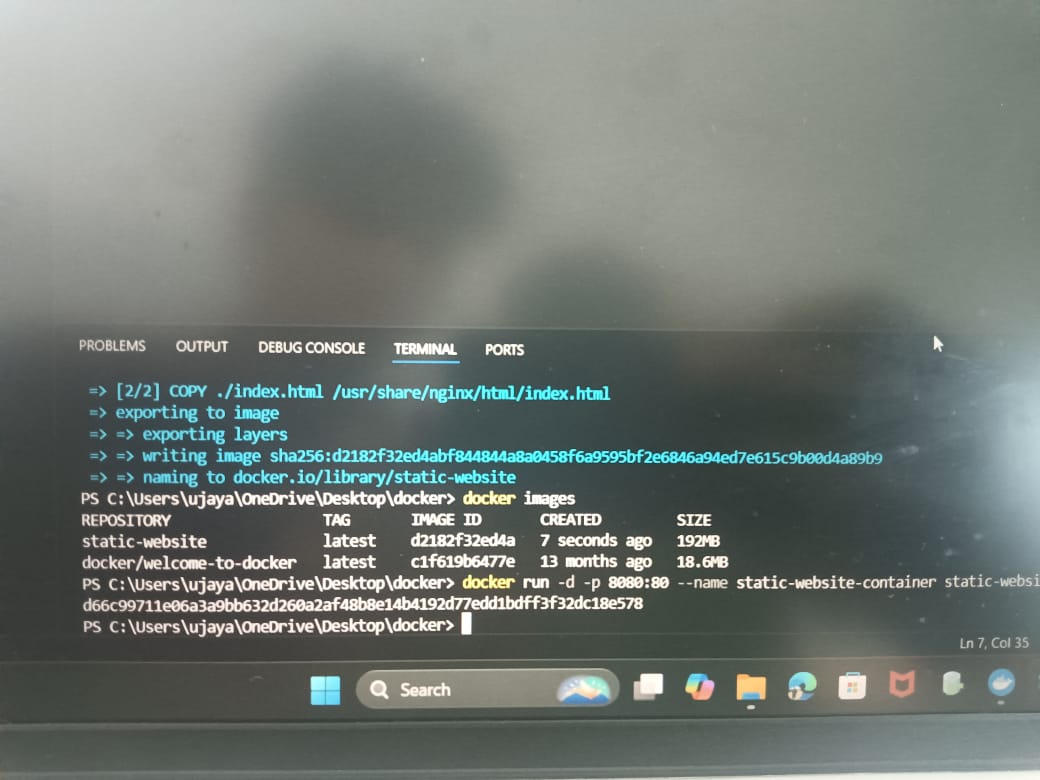 PROBLEMS OUTPUT DEBUG CONSOLE TERMINAL PORTS
=> [2/2] COPY ./index.html /usr/share/nginx/html/index.html
=> exporting to image
=> => exporting layers
=> => writing image sha256:d2182f32ed4abf844844a8a0458f6a9595bf2e6846a94ed7e615c9b00d4a89b9
=> => naming to docker.io/library/static-website
PS C:\Users\ujaya\OneDrive\Desktop\docker> docker images
REPOSITORY TAG IMAGE ID CREATED SIZE
static-website latest d2182f32ed4a 7 seconds ago 192MB
docker/welcome-to-docker latest c1f619b6477e 13 months ago 18.6MB
PS C:\Users\ujaya\OneDrive\Desktop\docker> docker run -d -p 8080:80 --name static-website-container static-websi
d66c99711e06a3a9bb632d260a2af48b8e14b4192d77edd1bdff3f32dc18e578
PS C:\Users\ujaya\OneDrive\Desktop\docker>
Ln 7, Col 35
Search